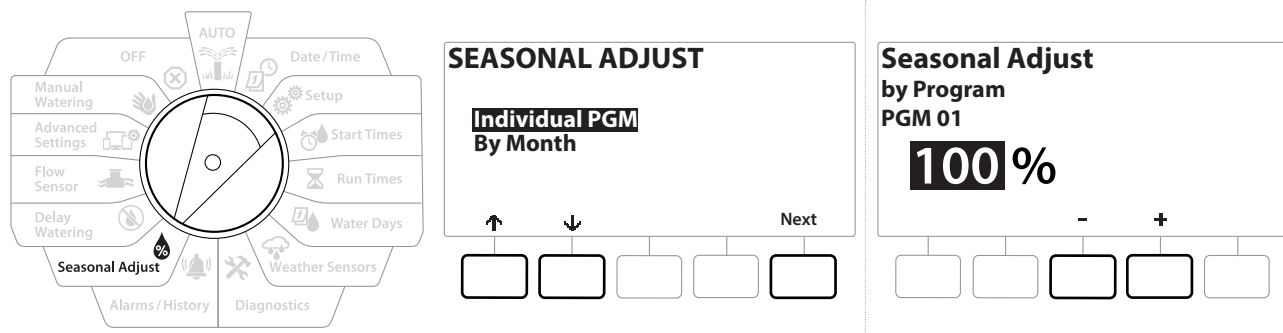 AUTO
OFF
Date/Time
Manual
Watering
Setup
Advanced
Settings
Start Times
Flow
Sensor
Run Times
Delay
Watering
Water Days
%
Seasonal Adjust
Weather Sensors
Alarms/History
Diagnostics
SEASONAL ADJUST
Individual PGM
By Month
↑ ↓ Next
Seasonal Adjust
by Program
PGM 01
100 %
- +